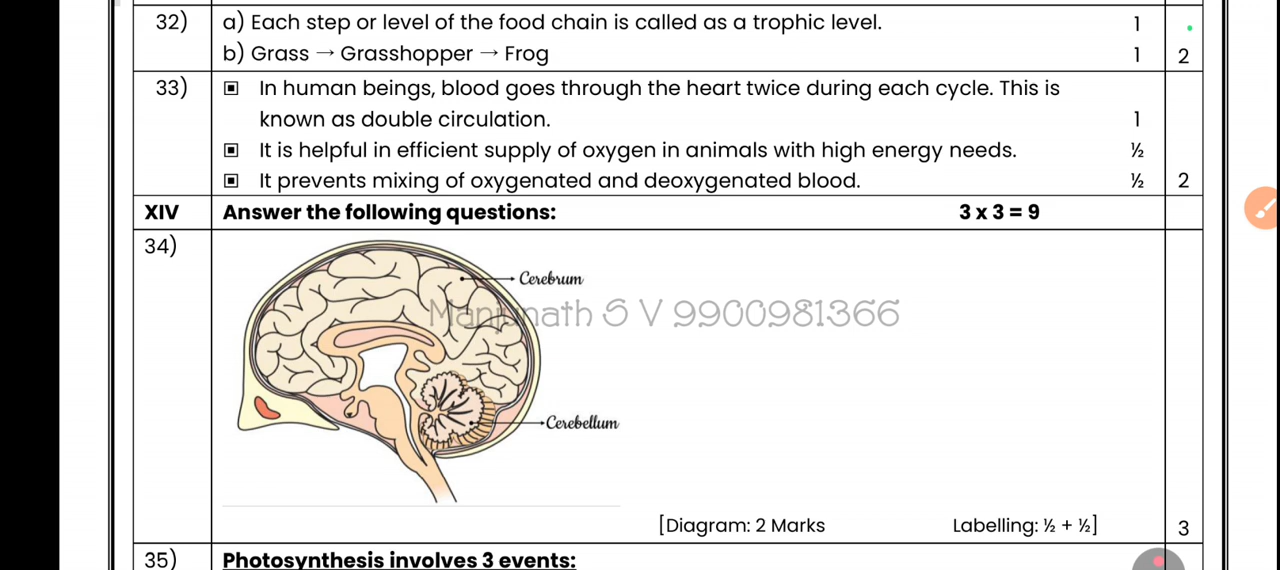 32) a) Each step or level of the food chain is called as a trophic level. 1
b) Grass → Grasshopper → Frog 1 2
33) ▣ In human beings, blood goes through the heart twice during each cycle. This is
known as double circulation. 1
▣ It is helpful in efficient supply of oxygen in animals with high energy needs. ½
▣ It prevents mixing of oxygenated and deoxygenated blood. ½ 2
XIV Answer the following questions: 3 x 3 = 9
34)
Cerebrum
Manjunath S V 9900981366
Cerebellum
[Diagram: 2 Marks Labelling: ½ + ½] 3
35) Photosynthesis involves 3 events: